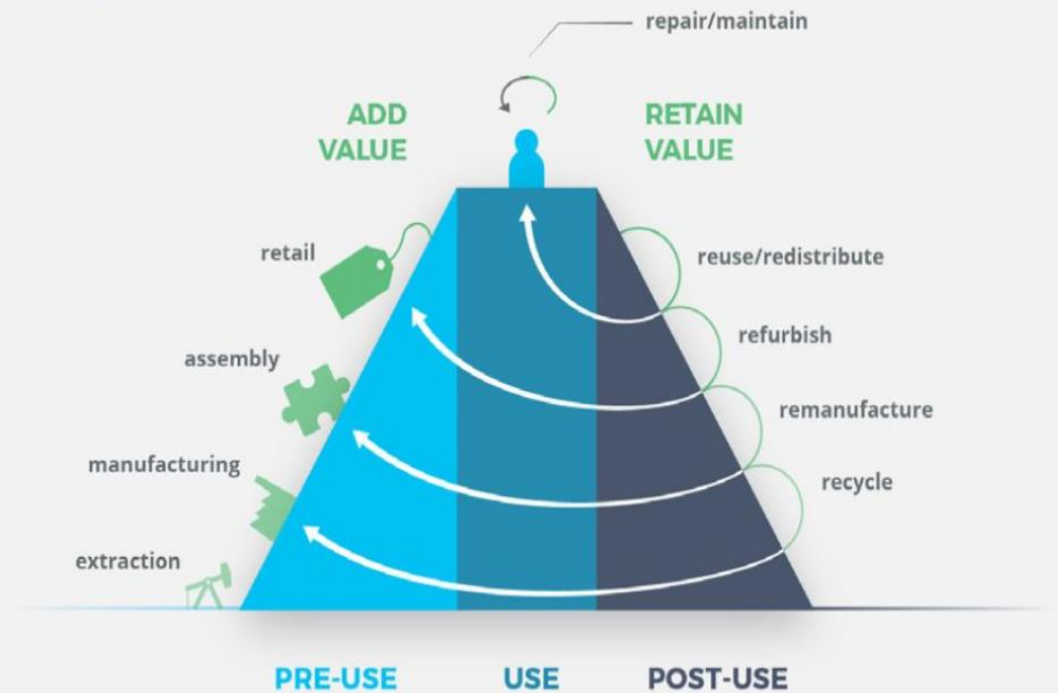 repair/maintain
ADD
VALUE
RETAIN
VALUE
retail
reuse/redistribute
refurbish
assembly
remanufacture
manufacturing
recycle
extraction
PRE-USE
USE
POST-USE